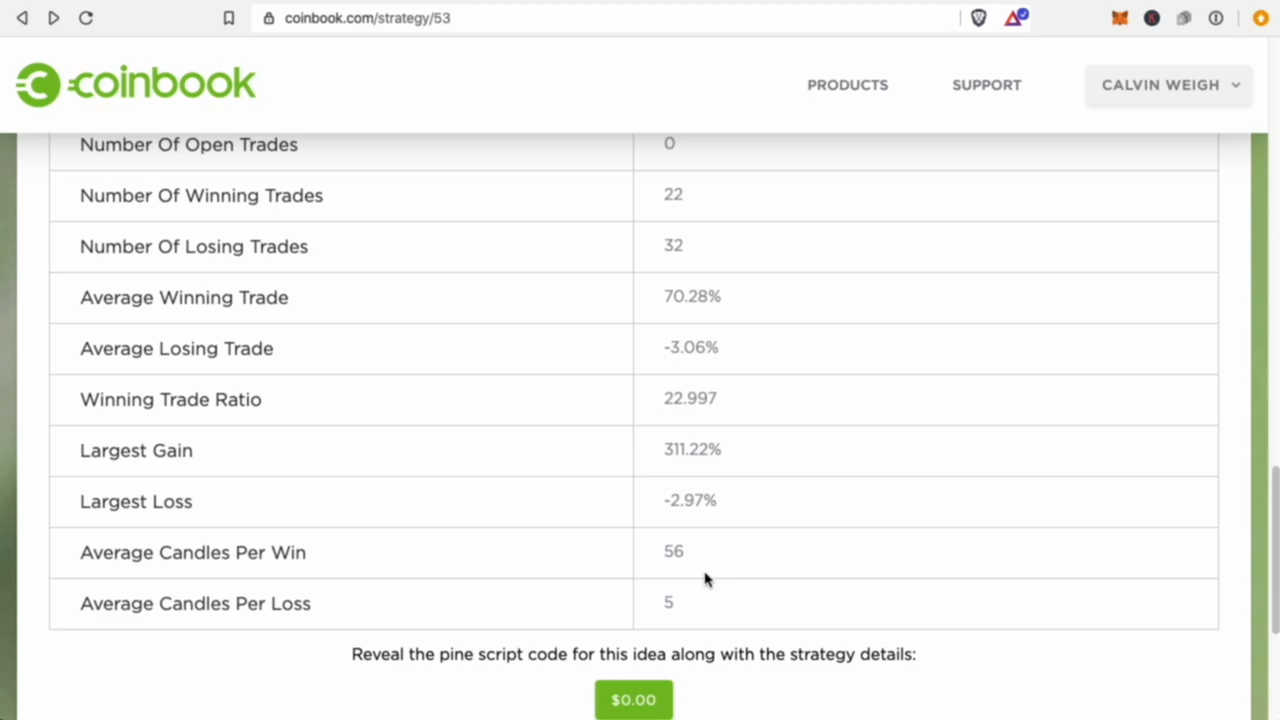 coinbook.com/strategy/53
coinbook
PRODUCTS
SUPPORT
CALVIN WEIGH
Number Of Open Trades 0
Number Of Winning Trades 22
Number Of Losing Trades 32
Average Winning Trade 70.28%
Average Losing Trade -3.06%
Winning Trade Ratio 22.997
Largest Gain 311.22%
Largest Loss -2.97%
Average Candles Per Win 56
Average Candles Per Loss 5
Reveal the pine script code for this idea along with the strategy details:
$0.00